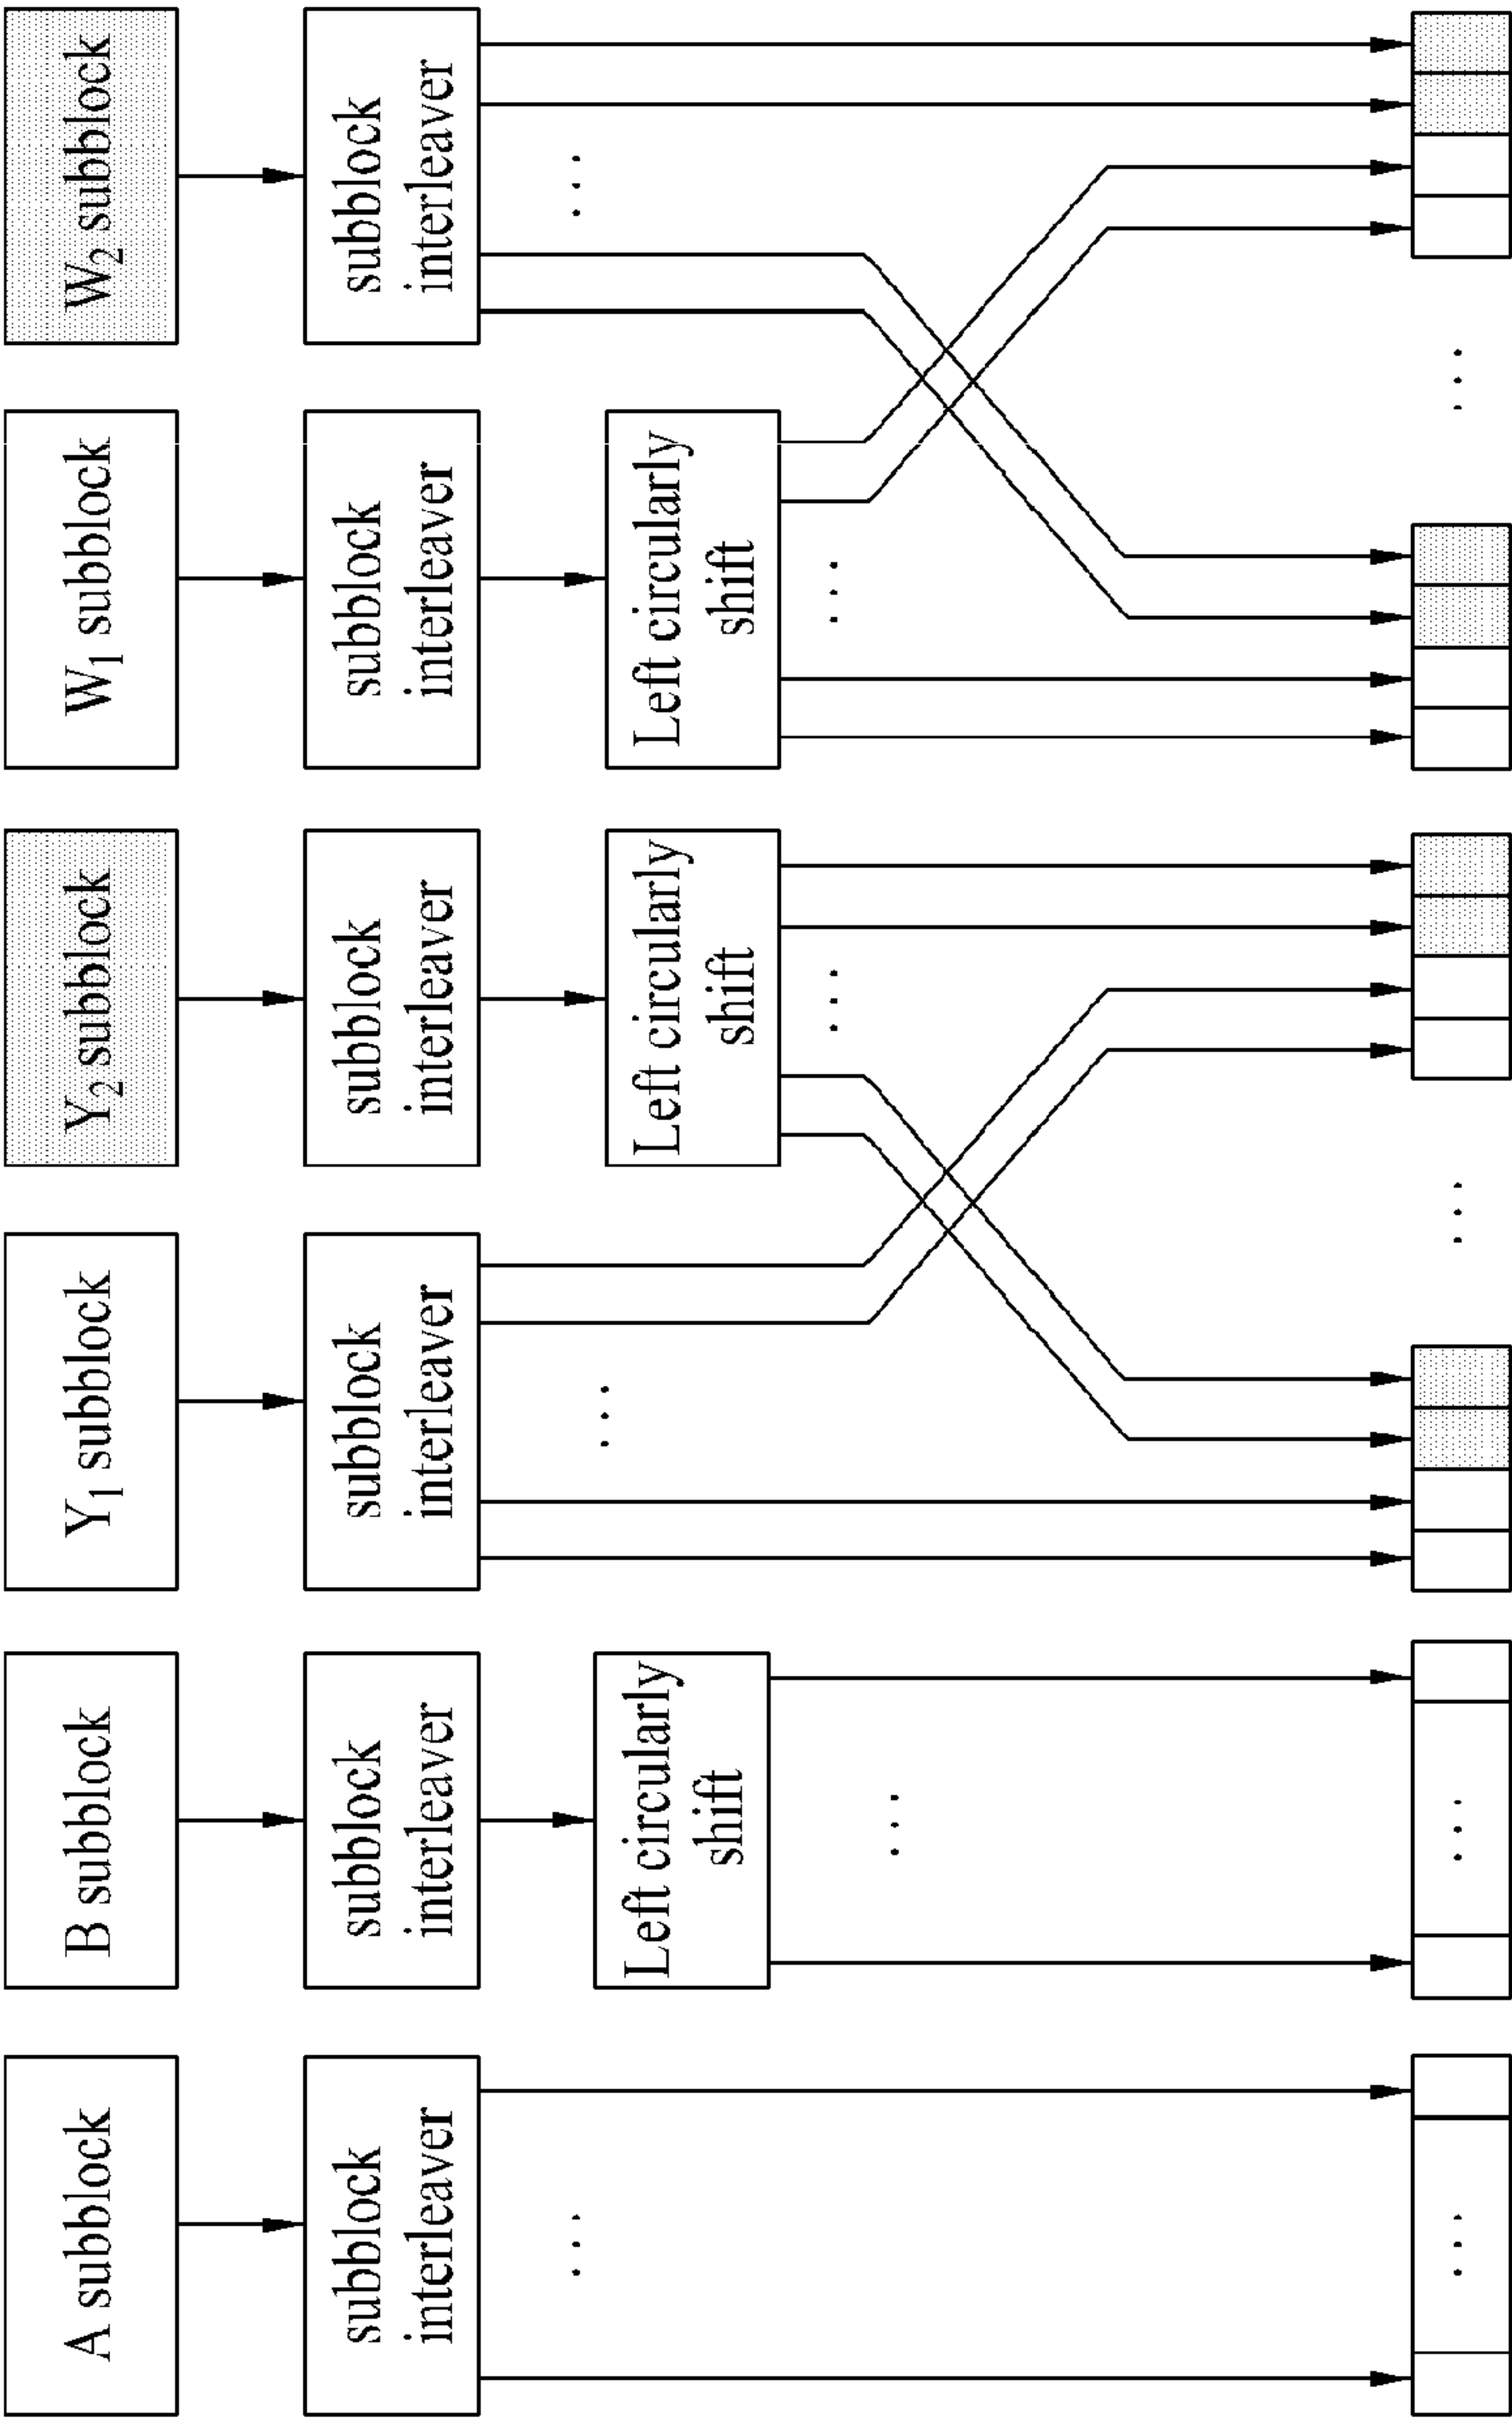 A subblock
B subblock
Y₁ subblock
Y₂ subblock
W₁ subblock
W₂ subblock
subblock
interleaver
subblock
interleaver
subblock
interleaver
subblock
interleaver
subblock
interleaver
subblock
interleaver
Left circularly
shift
Left circularly
shift
Left circularly
shift